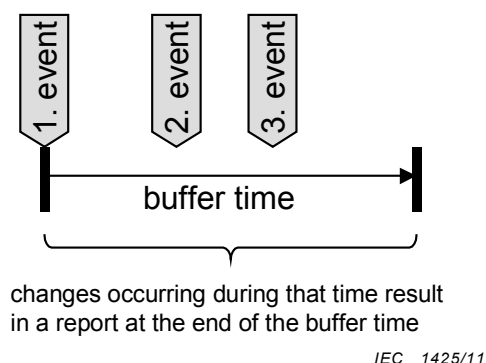 1. event
2. event
3. event
buffer time
changes occurring during that time result
in a report at the end of the buffer time
IEC 1425/11